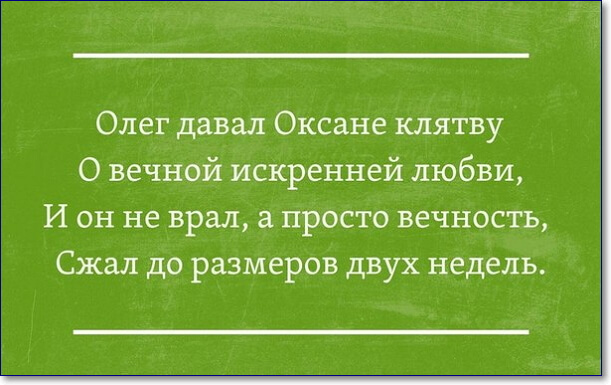 Олег давал Оксане клятву
О вечной искренней любви,
И он не врал, а просто вечность,
Сжал до размеров двух недель.